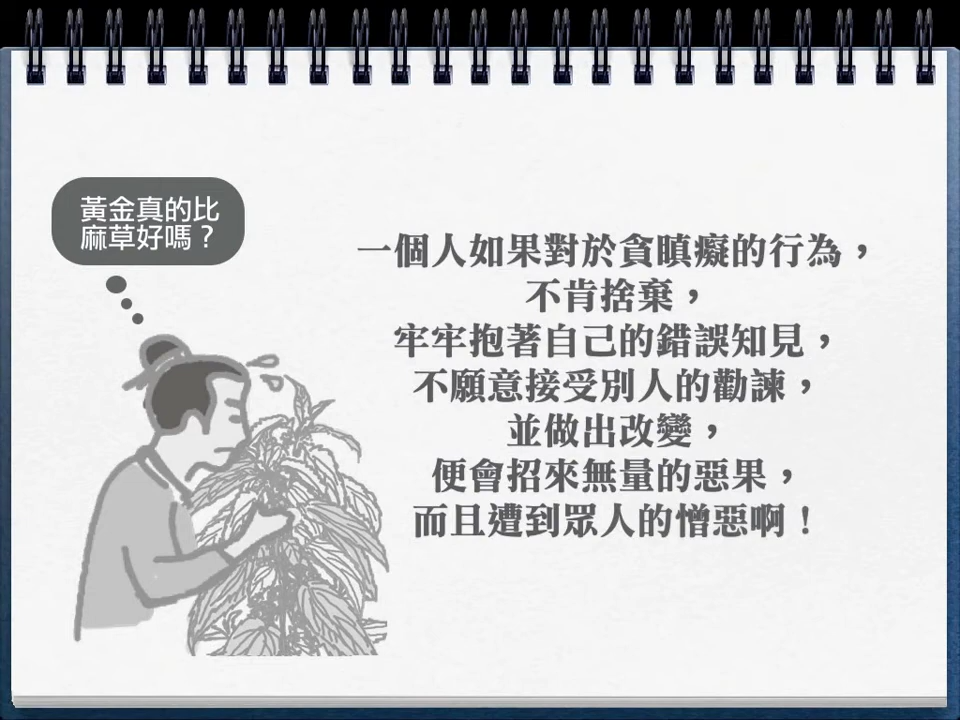 黃金真的比
麻草好嗎？
一個人如果對於貪瞋癡的行為，
不肯捨棄，
牢牢抱著自己的錯誤知見，
不願意接受別人的勸諫，
並做出改變，
便會招來無量的惡果，
而且遭到眾人的憎惡啊！